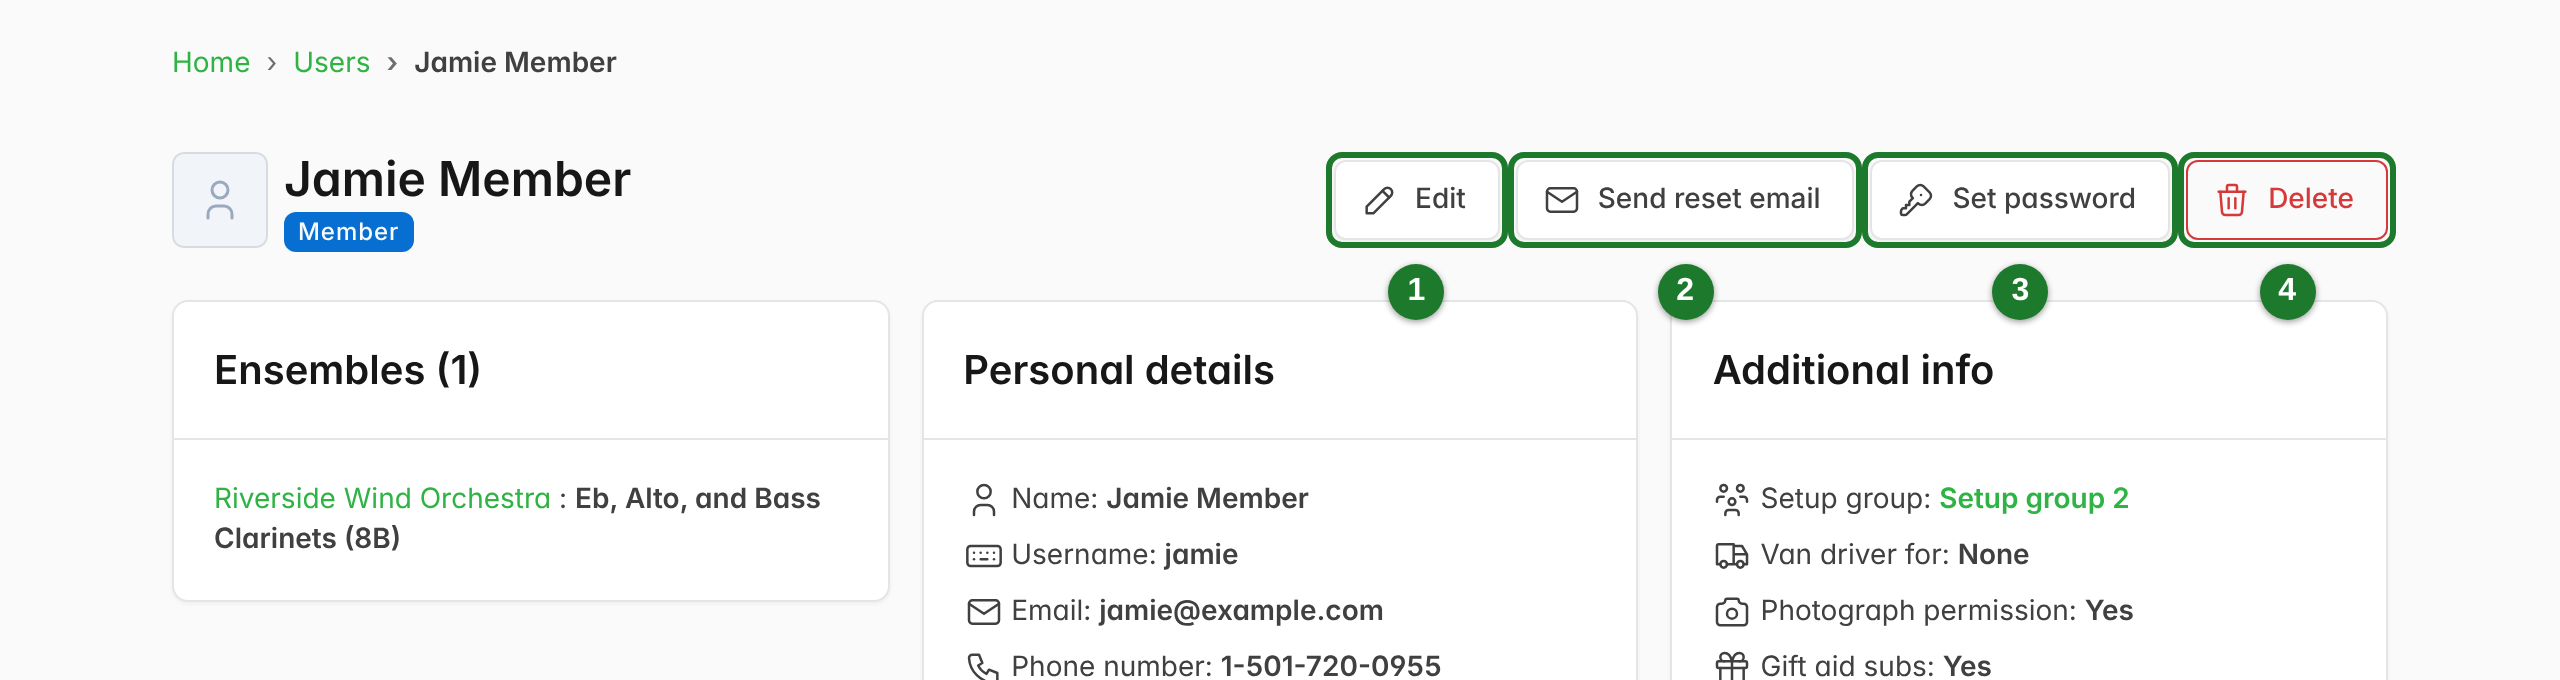 Home › Users › Jamie Member
Jamie Member
Member
Edit
Send reset email
Set password
Delete
1
2
3
4
Ensembles (1)
Riverside Wind Orchestra : Eb, Alto, and Bass
Clarinets (8B)
Personal details
Name: Jamie Member
Username: jamie
Email: jamie@example.com
Phone number: 1-501-720-0955
Additional info
Setup group: Setup group 2
Van driver for: None
Photograph permission: Yes
Gift aid subs: Yes